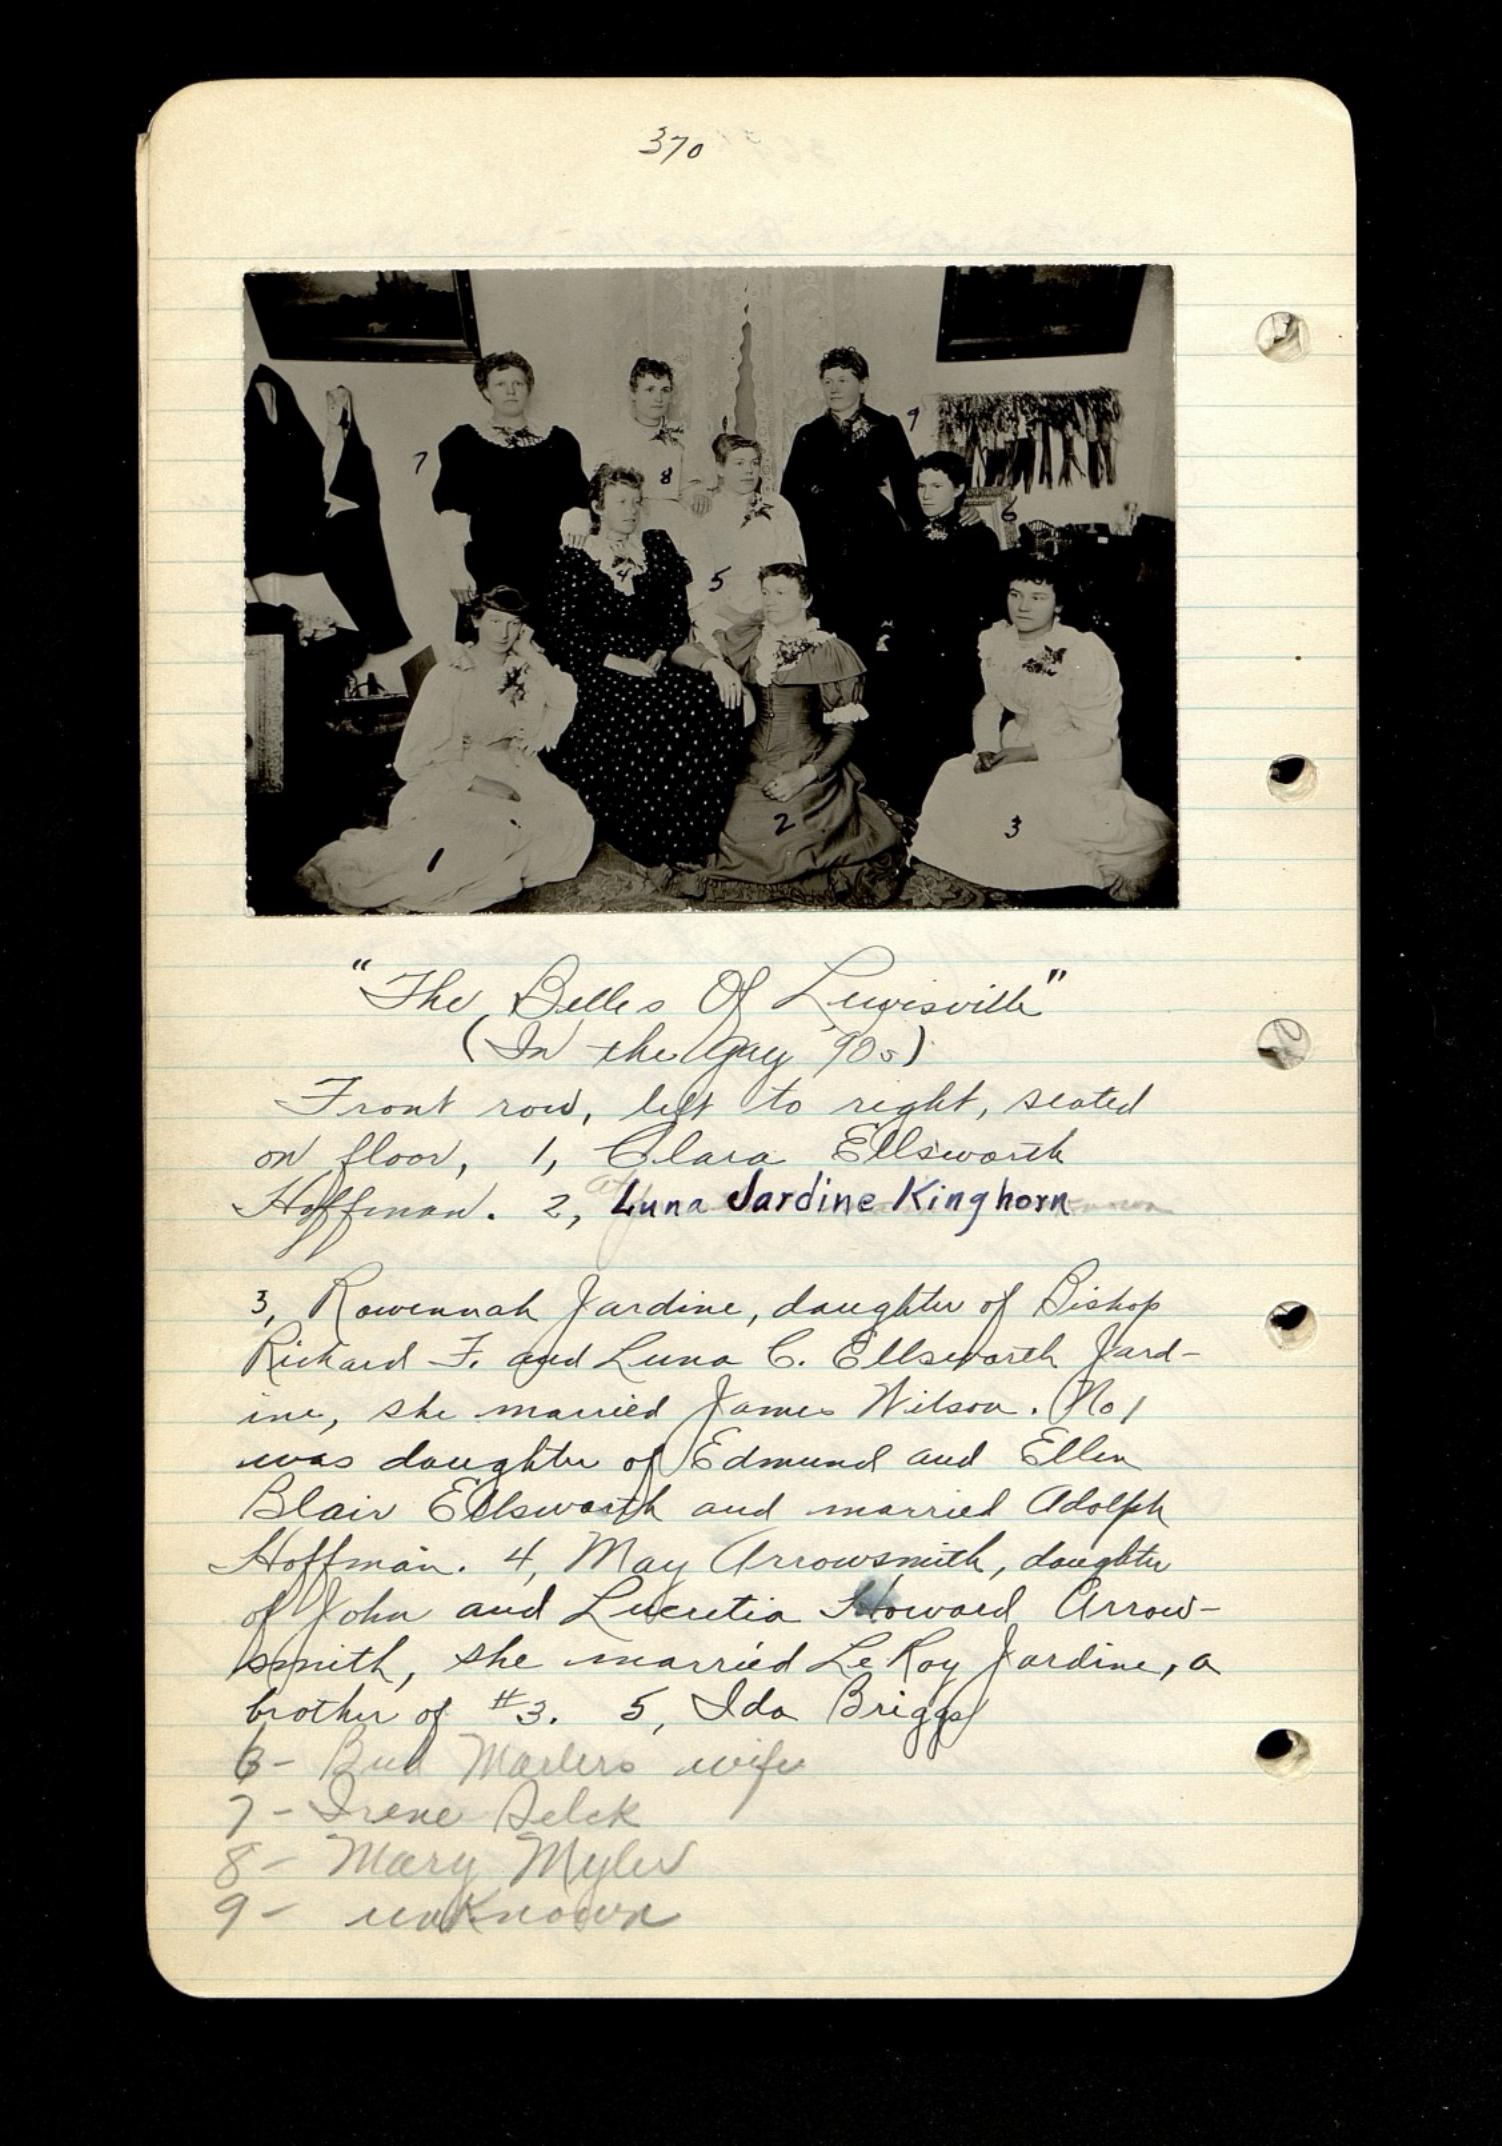 370
7
8
9
6
4
5
2
3
1
"The Belles Of Lewisville"
(In the Gay '90s)
Front row, left to right, seated
on floor, 1, Clara Ellsworth
Hoffman. 2, Luna Jardine Kinghorn
3, Rowennah Jardine, daughter of Bishop
Richard F. and Luna C. Ellsworth Jard-
ine, she married James Wilson. No 1
was daughter of Edmund and Ellen
Blair Ellsworth and married Adolph
Hoffman. 4, May Arrowsmith, daughter
of John and Lucretia Howard Arrow-
smith, she married LeRoy Jardine, a
brother of #3. 5, Ida Briggs
6- Bud Marlers wife
7- Irene Selck
8- Mary Myler
9- unknown